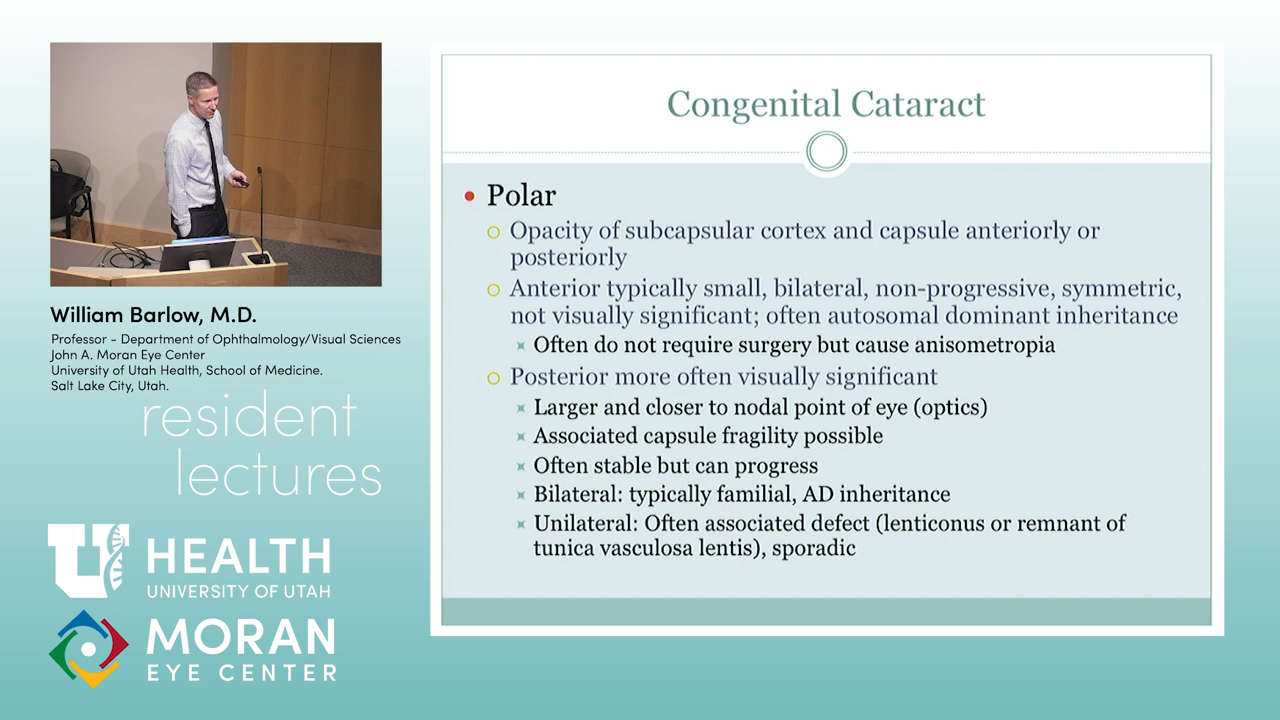 William Barlow, M.D.
Professor - Department of Ophthalmology/Visual Sciences
John A. Moran Eye Center
University of Utah Health, School of Medicine.
Salt Lake City, Utah.
resident
lectures
U HEALTH
UNIVERSITY OF UTAH
MORAN
EYE CENTER
Congenital Cataract
Polar
Opacity of subcapsular cortex and capsule anteriorly or
posteriorly
Anterior typically small, bilateral, non-progressive, symmetric,
not visually significant; often autosomal dominant inheritance
Often do not require surgery but cause anisometropia
Posterior more often visually significant
Larger and closer to nodal point of eye (optics)
Associated capsule fragility possible
Often stable but can progress
Bilateral: typically familial, AD inheritance
Unilateral: Often associated defect (lenticonus or remnant of
tunica vasculosa lentis), sporadic